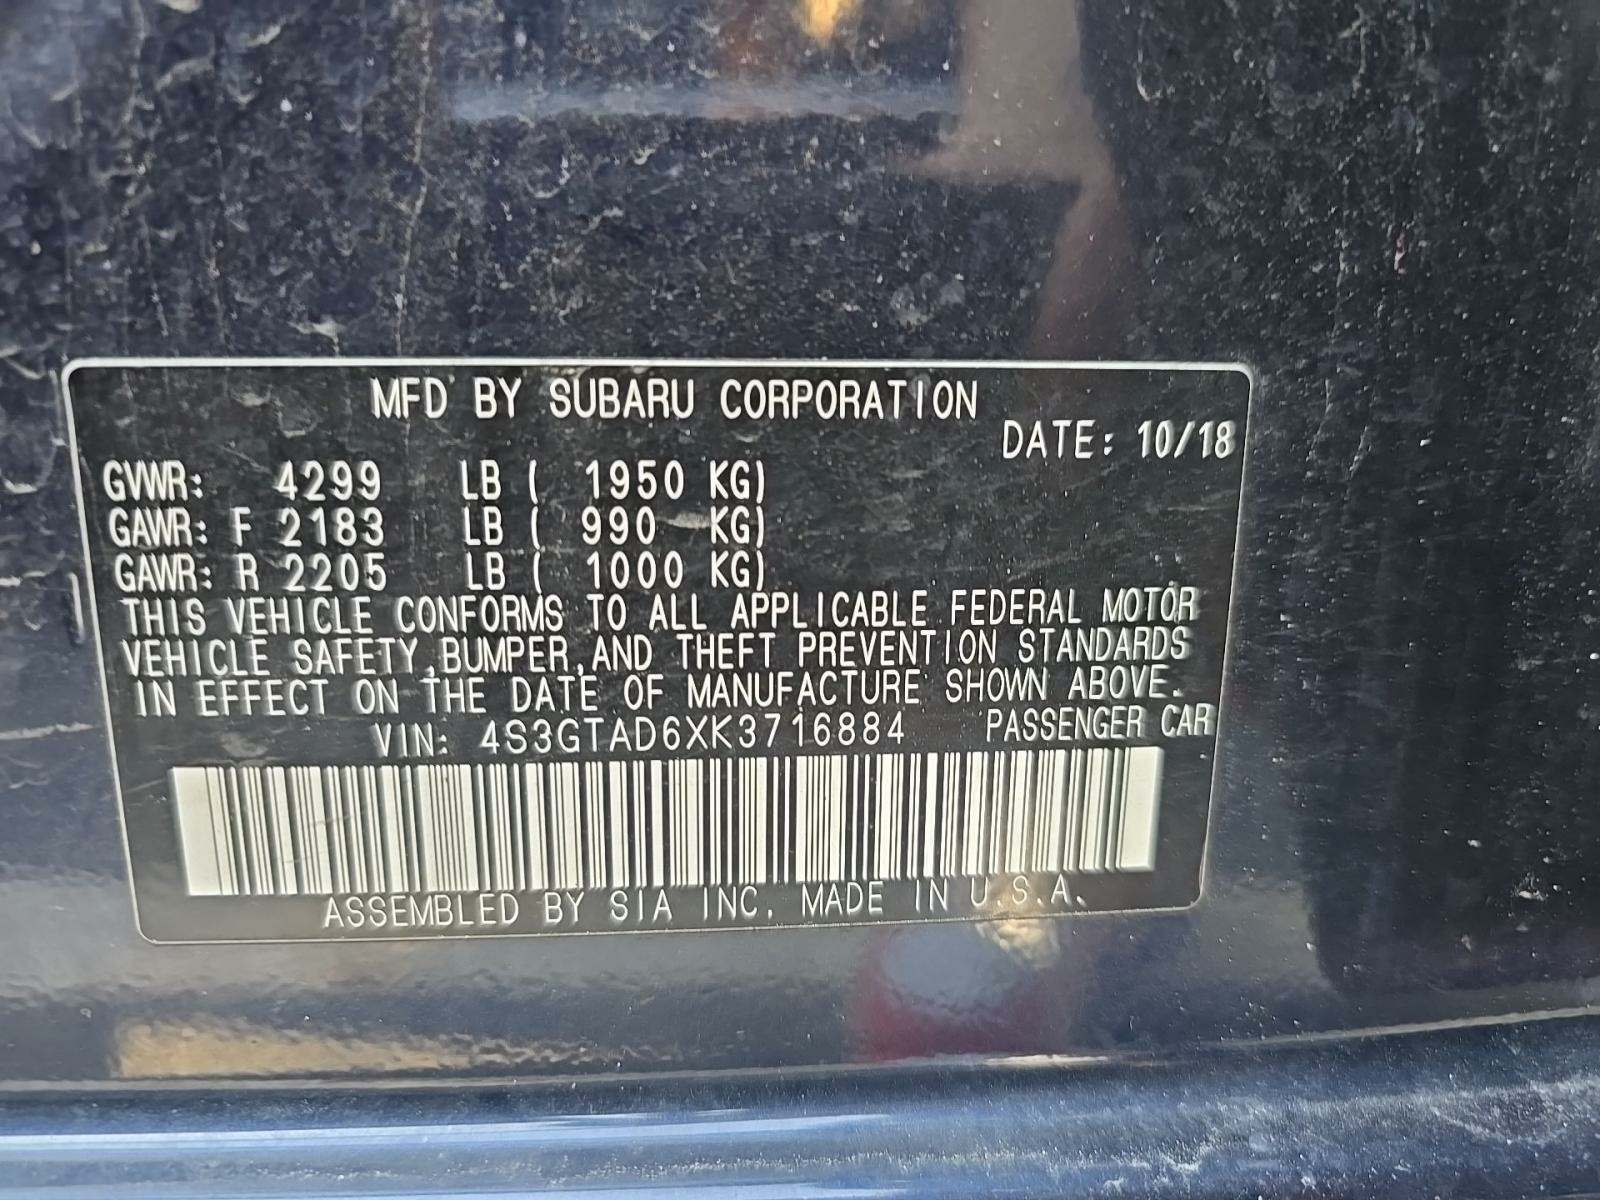 MFD BY SUBARU CORPORATION
DATE: 10/18
GVWR: 4299 LB ( 1950 KG)
GAWR: F 2183 LB ( 990 KG)
GAWR: R 2205 LB ( 1000 KG)
THIS VEHICLE CONFORMS TO ALL APPLICABLE FEDERAL MOTOR
VEHICLE SAFETY,BUMPER,AND THEFT PREVENTION STANDARDS
IN EFFECT ON THE DATE OF MANUFACTURE SHOWN ABOVE.
VIN: 4S3GTAD6XK3716884 PASSENGER CAR
ASSEMBLED BY SIA INC. MADE IN U.S.A.